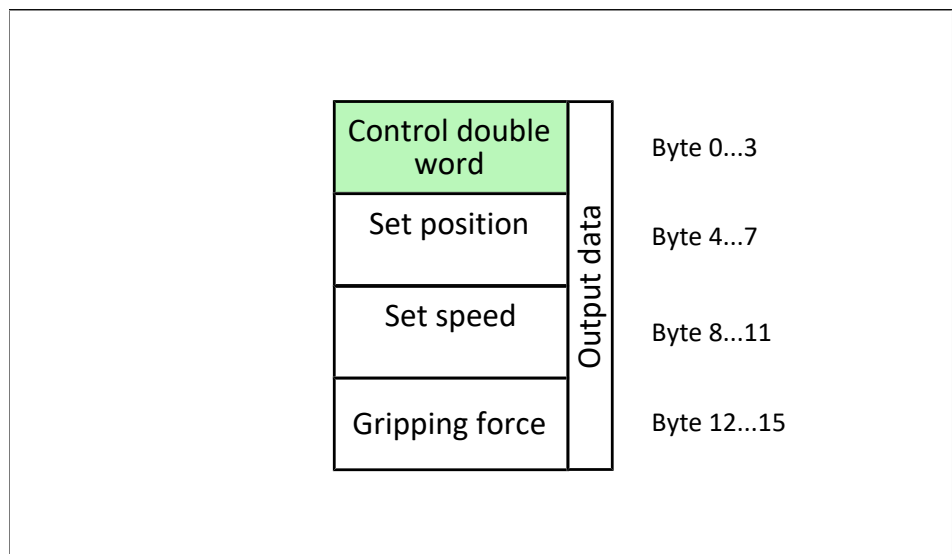 Control double
word
Byte 0...3
Set position
Byte 4...7
Set speed
Byte 8...11
Gripping force
Byte 12...15
Output data